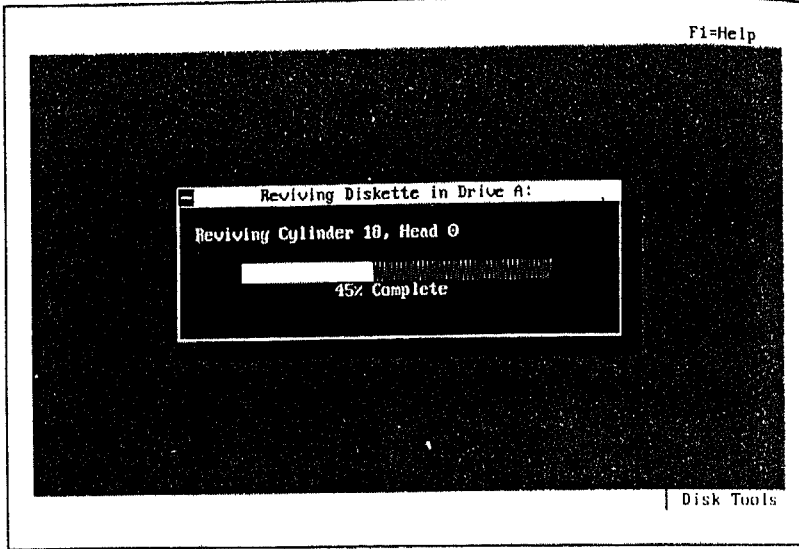 F1=Help
Reviving Diskette in Drive A:
Reviving Cylinder 18, Head 0
45% Complete
Disk Tools